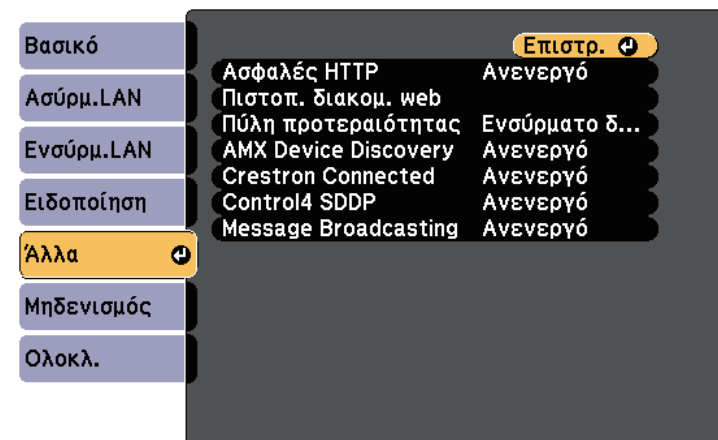 Βασικό
Ασύρμ.LAN
Ενσύρμ.LAN
Ειδοποίηση
Άλλα
Μηδενισμός
Ολοκλ.
Επιστρ.
Ασφαλές HTTP Ανενεργό
Πιστοπ. διακομ. web
Πύλη προτεραιότητας Ενσύρματο δ...
AMX Device Discovery Ανενεργό
Crestron Connected Ανενεργό
Control4 SDDP Ανενεργό
Message Broadcasting Ανενεργό